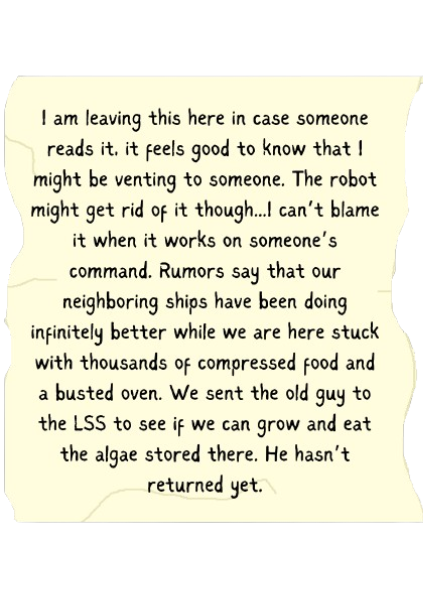 I am leaving this here in case someone
reads it, it feels good to know that I
might be venting to someone. The robot
might get rid of it though...I can't blame
it when it works on someone's
command. Rumors say that our
neighboring ships have been doing
infinitely better while we are here stuck
with thousands of compressed food and
a busted oven. We sent the old guy to
the LSS to see if we can grow and eat
the algae stored there. He hasn't
returned yet.